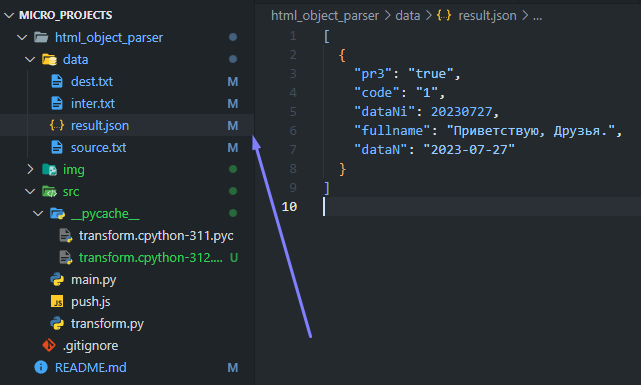 MICRO_PROJECTS
html_object_parser
data
dest.txt M
inter.txt M
result.json M
source.txt M
img
src
__pycache__
transform.cpython-311.pyc
transform.cpython-312.... U
main.py
push.js
transform.py
.gitignore
README.md M
html_object_parser > data > {..} result.json > ...
1 [
2 {
3 "pr3": "true",
4 "code": "1",
5 "dataNi": 20230727,
6 "fullname": "Приветствую, Друзья.",
7 "dataN": "2023-07-27"
8 }
9 ]
10